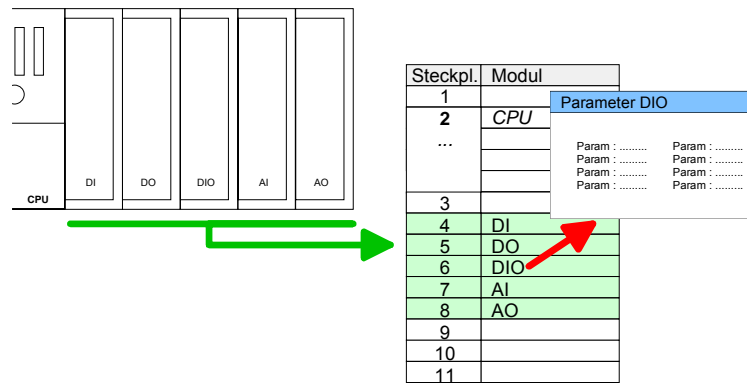 CPU
DI
DO
DIO
AI
AO
Steckpl. Modul
1
2 CPU
...
3
4 DI
5 DO
6 DIO
7 AI
8 AO
9
10
11
Parameter DIO
Param : ......... Param : .........
Param : ......... Param : .........
Param : ......... Param : .........
Param : ......... Param : .........